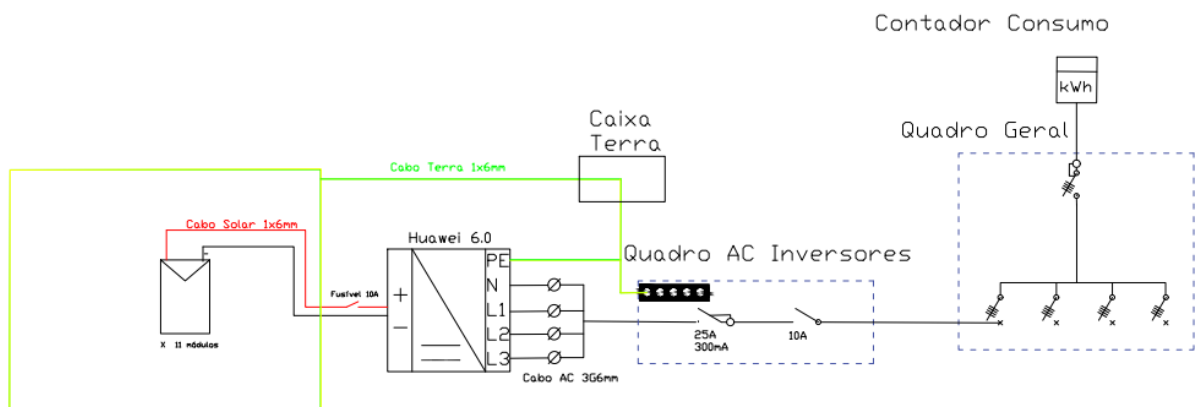 Contador Consumo
kWh
Quadro Geral
Caixa
Terra
Cabo Terra 1x6mm
Cabo Solar 1x6mm
Huawei 6.0
PE
N
L1
L2
L3
+
-
Fusível 10A
X 11 módulos
Quadro AC Inversores
25A
300mA
10A
Cabo AC 3G6mm